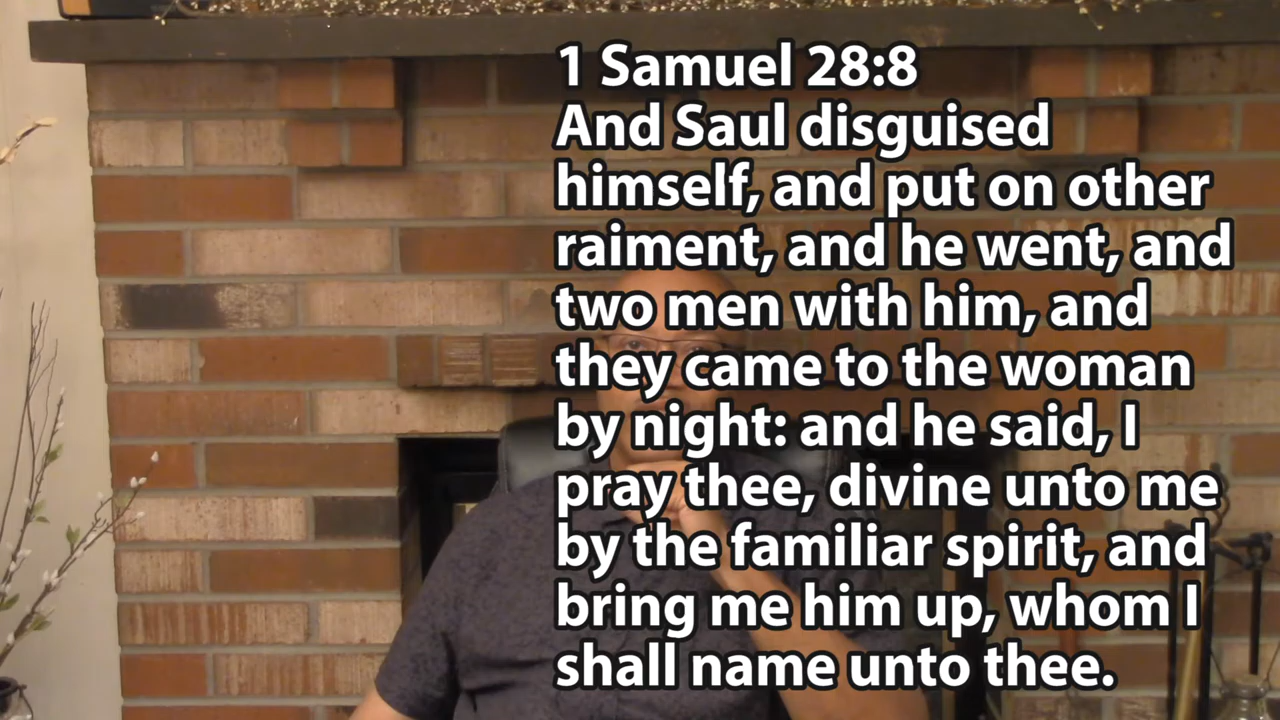 1 Samuel 28:8
And Saul disguised
himself, and put on other
raiment, and he went, and
two men with him, and
they came to the woman
by night: and he said, I
pray thee, divine unto me
by the familiar spirit, and
bring me him up, whom I
shall name unto thee.